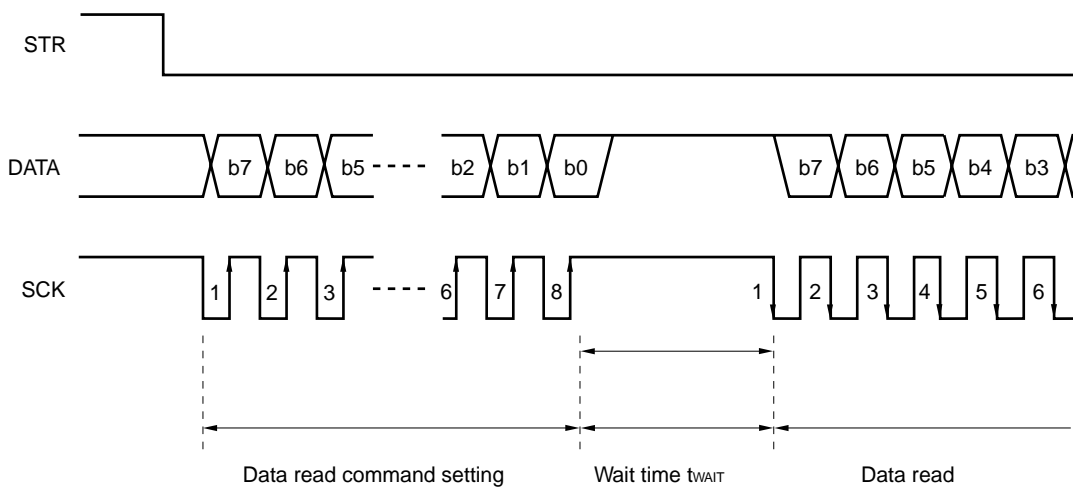 STR
DATA b7 b6 b5 b2 b1 b0 b7 b6 b5 b4 b3
SCK 1 2 3 6 7 8 1 2 3 4 5 6
Data read command setting Wait time tWAIT Data read